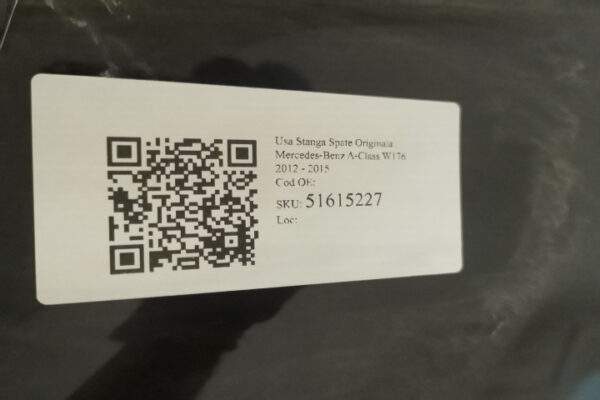 Usa Stanga Spate Originala
Mercedes-Benz A-Class W176
2012 - 2015
Cod OE:
SKU: 51615227
Loc: